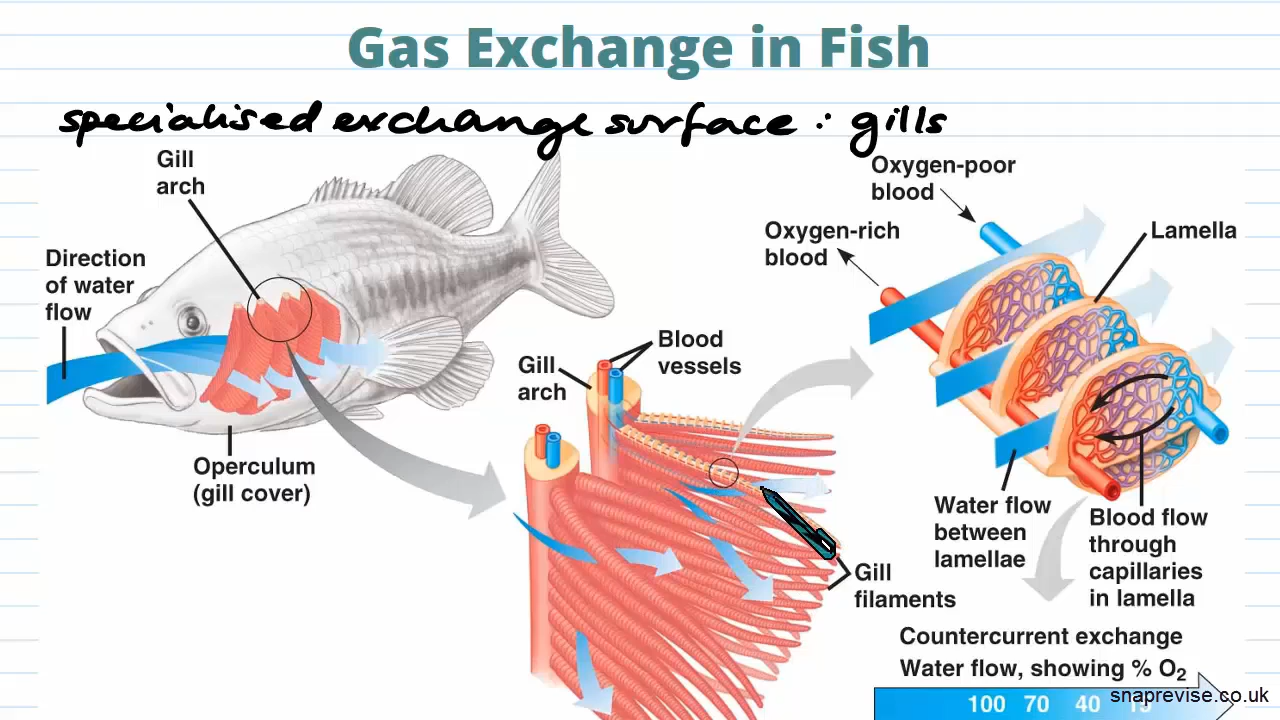 Gas Exchange in Fish
specialised exchange surface : gills
Gill
arch
Direction
of water
flow
Operculum
(gill cover)
Gill
arch
Blood
vessels
Gill
filaments
Oxygen-poor
blood
Oxygen-rich
blood
Lamella
Water flow
between
lamellae
Blood flow
through
capillaries
in lamella
Countercurrent exchange
Water flow, showing % O₂
100 70 40
snaprevise.co.uk